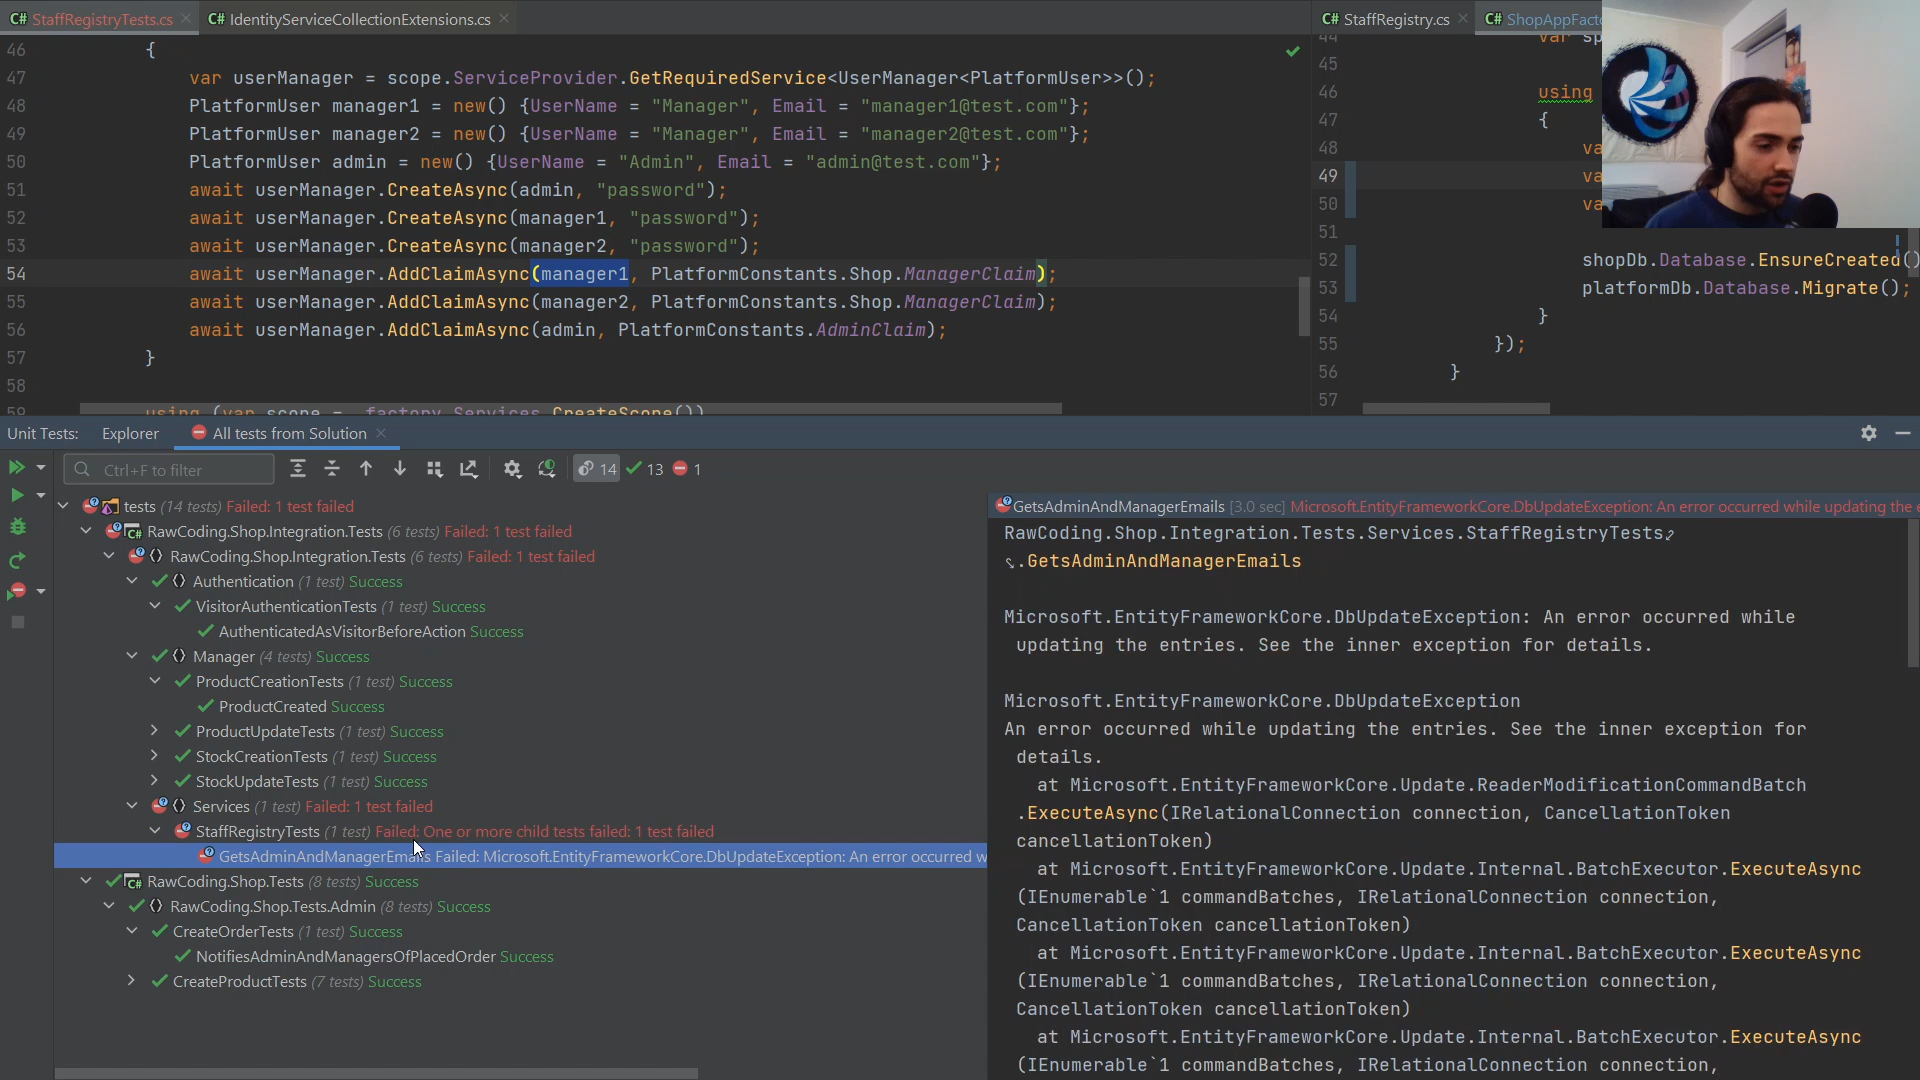 StaffRegistryTests.cs
IdentityServiceCollectionExtensions.cs
StaffRegistry.cs
46 {
47 var userManager = scope.ServiceProvider.GetRequiredService<UserManager<PlatformUser>>();
48 PlatformUser manager1 = new() {UserName = "Manager", Email = "manager1@test.com"};
49 PlatformUser manager2 = new() {UserName = "Manager", Email = "manager2@test.com"};
50 PlatformUser admin = new() {UserName = "Admin", Email = "admin@test.com"};
51 await userManager.CreateAsync(admin, "password");
52 await userManager.CreateAsync(manager1, "password");
53 await userManager.CreateAsync(manager2, "password");
54 await userManager.AddClaimAsync(manager1, PlatformConstants.Shop.ManagerClaim);
55 await userManager.AddClaimAsync(manager2, PlatformConstants.Shop.ManagerClaim);
56 await userManager.AddClaimAsync(admin, PlatformConstants.AdminClaim);
57 }
58
59 using (var scope = _factory.Services.CreateScope())
44 var
45
46 using
47 {
48
49
50
51
52 shopDb.Database.EnsureCreated()
53 platformDb.Database.Migrate();
54 }
55 });
56 }
57
Unit Tests: Explorer All tests from Solution
Ctrl+F to filter 14 13 1
tests (14 tests) Failed: 1 test failed
RawCoding.Shop.Integration.Tests (6 tests) Failed: 1 test failed
RawCoding.Shop.Integration.Tests (6 tests) Failed: 1 test failed
Authentication (1 test) Success
VisitorAuthenticationTests (1 test) Success
AuthenticatedAsVisitorBeforeAction Success
Manager (4 tests) Success
ProductCreationTests (1 test) Success
ProductCreated Success
ProductUpdateTests (1 test) Success
StockCreationTests (1 test) Success
StockUpdateTests (1 test) Success
Services (1 test) Failed: 1 test failed
StaffRegistryTests (1 test) Failed: One or more child tests failed: 1 test failed
GetsAdminAndManagerEmails Failed: Microsoft.EntityFrameworkCore.DbUpdateException: An error occurred w
RawCoding.Shop.Tests (8 tests) Success
RawCoding.Shop.Tests.Admin (8 tests) Success
CreateOrderTests (1 test) Success
NotifiesAdminAndManagersOfPlacedOrder Success
CreateProductTests (7 tests) Success
GetsAdminAndManagerEmails [3.0 sec] Microsoft.EntityFrameworkCore.DbUpdateException: An error occurred while updating the e
RawCoding.Shop.Integration.Tests.Services.StaffRegistryTests
.GetsAdminAndManagerEmails
Microsoft.EntityFrameworkCore.DbUpdateException: An error occurred while
updating the entries. See the inner exception for details.
Microsoft.EntityFrameworkCore.DbUpdateException
An error occurred while updating the entries. See the inner exception for
details.
at Microsoft.EntityFrameworkCore.Update.ReaderModificationCommandBatch
.ExecuteAsync(IRelationalConnection connection, CancellationToken
cancellationToken)
at Microsoft.EntityFrameworkCore.Update.Internal.BatchExecutor.ExecuteAsync
(IEnumerable`1 commandBatches, IRelationalConnection connection,
CancellationToken cancellationToken)
at Microsoft.EntityFrameworkCore.Update.Internal.BatchExecutor.ExecuteAsync
(IEnumerable`1 commandBatches, IRelationalConnection connection,
CancellationToken cancellationToken)
at Microsoft.EntityFrameworkCore.Update.Internal.BatchExecutor.ExecuteAsync
(IEnumerable`1 commandBatches, IRelationalConnection connection,